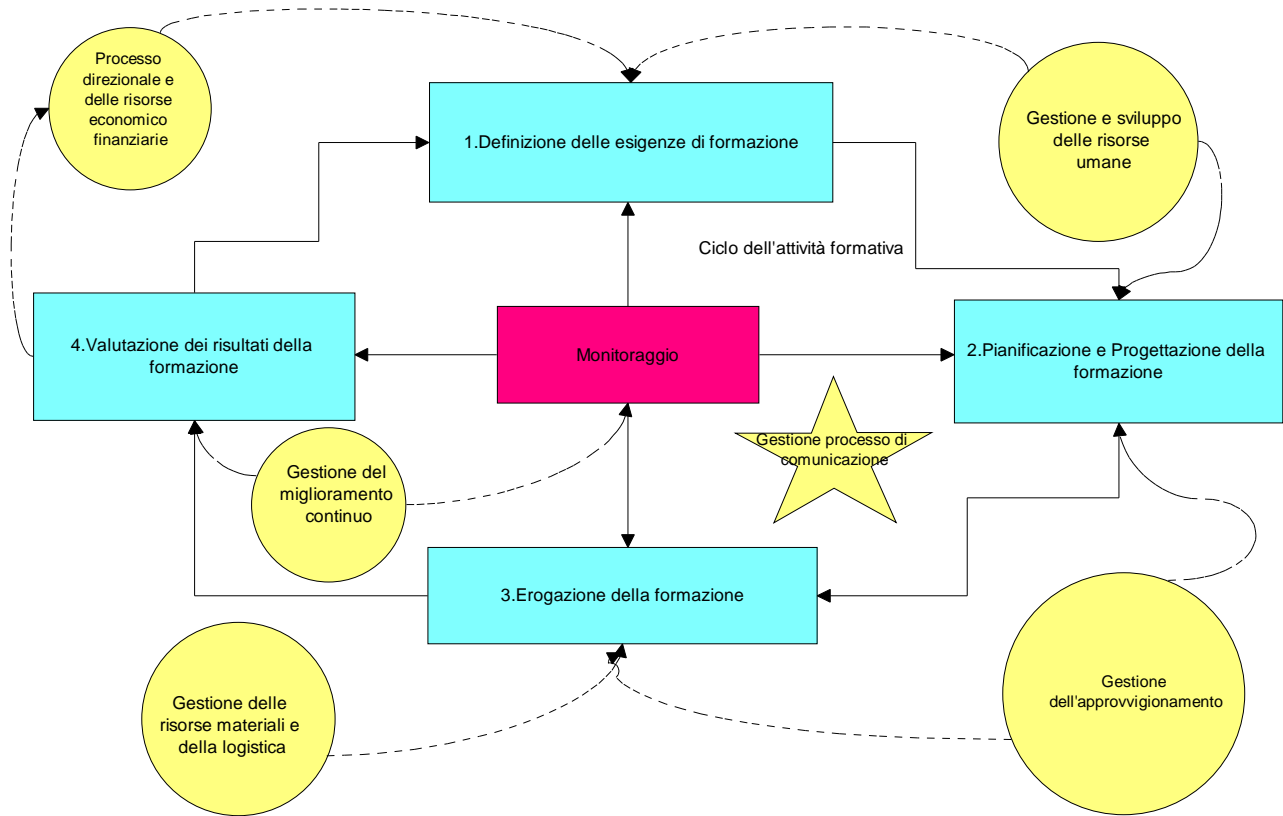 Processo
direzionale e
delle risorse
economico
finanziarie
1.Definizione delle esigenze di formazione
Gestione e sviluppo
delle risorse
umane
Ciclo dell'attività formativa
4.Valutazione dei risultati della
formazione
Monitoraggio
2.Pianificazione e Progettazione della
formazione
Gestione processo di
comunicazione
Gestione del
miglioramento
continuo
3.Erogazione della formazione
Gestione delle
risorse materiali e
della logistica
Gestione
dell'approvvigionamento